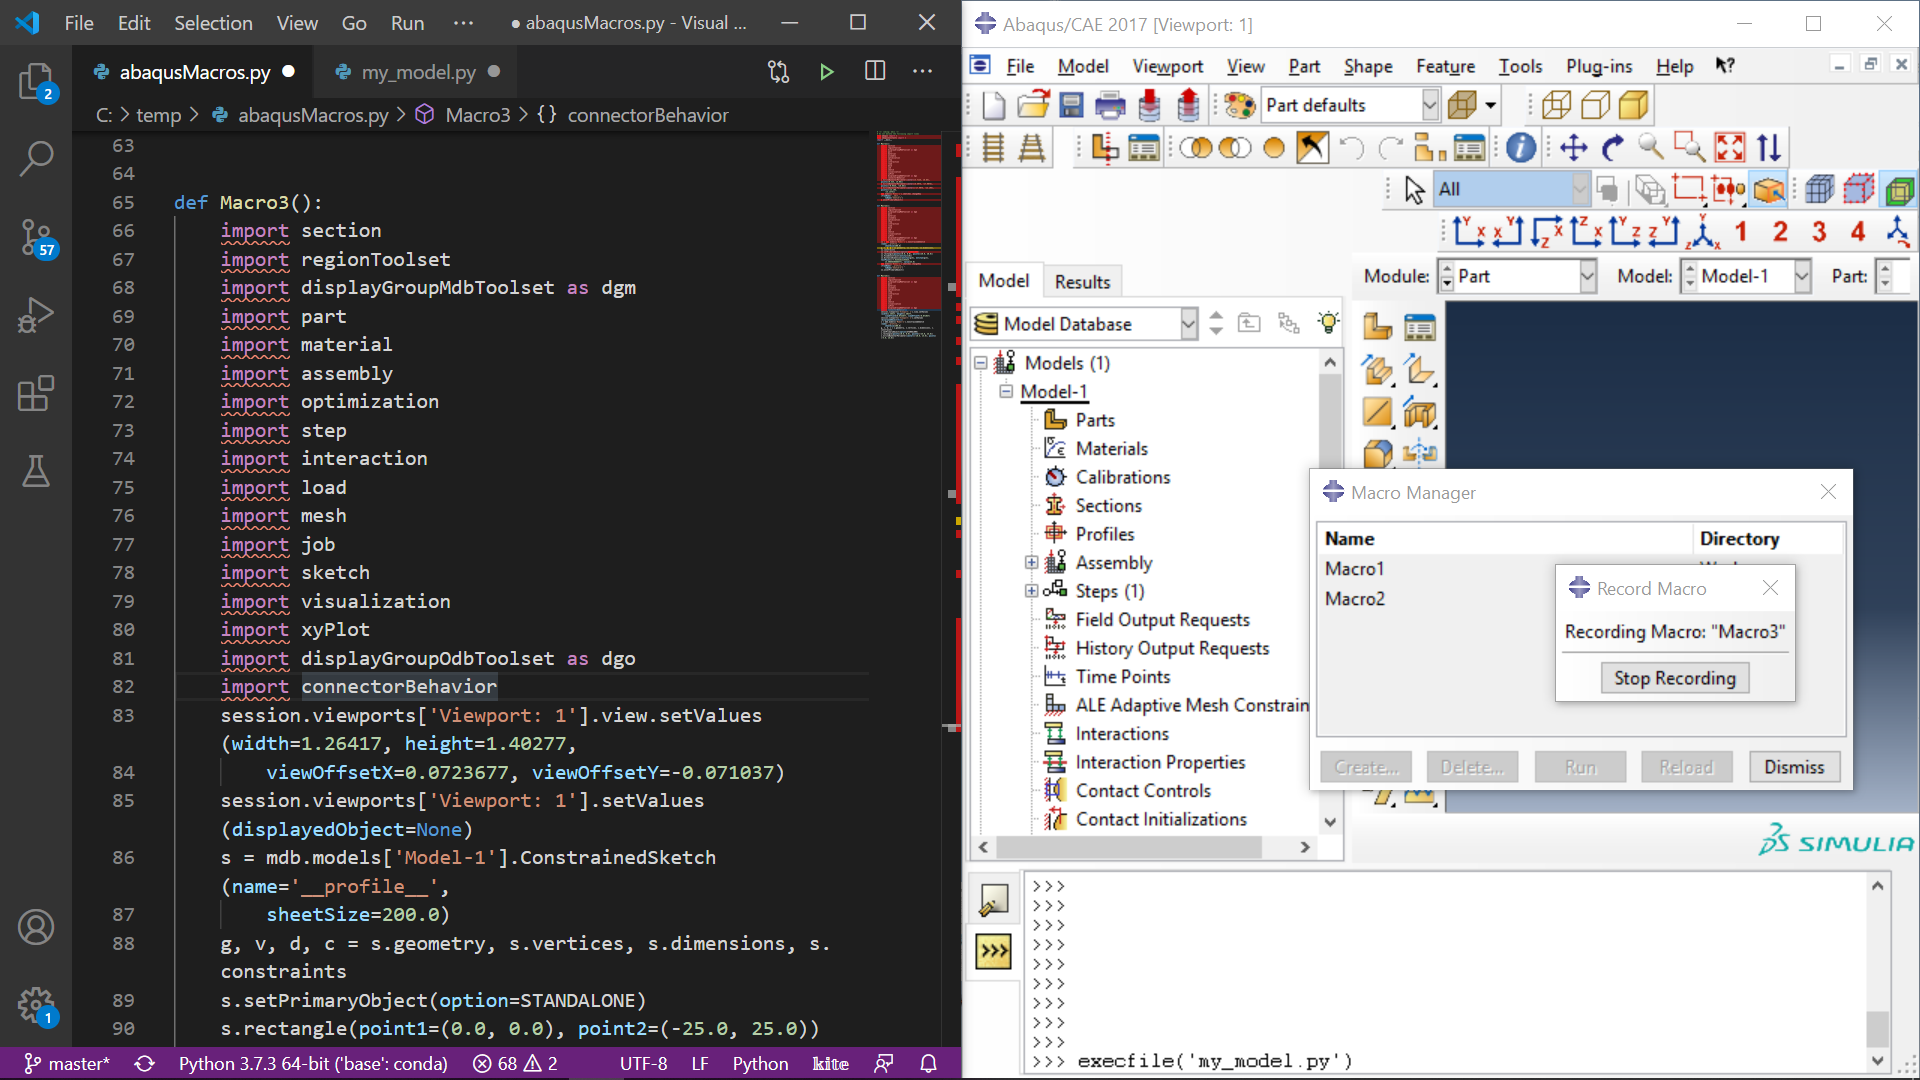 File Edit Selection View Go Run ··· ● abaqusMacros.py - Visual ...
abaqusMacros.py ● my_model.py ●
C: > temp > abaqusMacros.py > Macro3 > {} connectorBehavior
63
64
65 def Macro3():
66 import section
67 import regionToolset
68 import displayGroupMdbToolset as dgm
69 import part
70 import material
71 import assembly
72 import optimization
73 import step
74 import interaction
75 import load
76 import mesh
77 import job
78 import sketch
79 import visualization
80 import xyPlot
81 import displayGroupOdbToolset as dgo
82 import connectorBehavior
83 session.viewports['Viewport: 1'].view.setValues
(width=1.26417, height=1.40277,
84 viewOffsetX=0.0723677, viewOffsetY=-0.071037)
85 session.viewports['Viewport: 1'].setValues
(displayedObject=None)
86 s = mdb.models['Model-1'].ConstrainedSketch
(name='__profile__',
87 sheetSize=200.0)
88 g, v, d, c = s.geometry, s.vertices, s.dimensions, s.
constraints
89 s.setPrimaryObject(option=STANDALONE)
90 s.rectangle(point1=(0.0, 0.0), point2=(-25.0, 25.0))
2
57
1
master* Python 3.7.3 64-bit ('base': conda) 68 2 UTF-8 LF Python kite
Abaqus/CAE 2017 [Viewport: 1]
File Model Viewport View Part Shape Feature Tools Plug-ins Help ?
Part defaults
All
1 2 3 4
Module: Part Model: Model-1 Part:
Model Results
Model Database
Models (1)
Model-1
Parts
Materials
Calibrations
Sections
Profiles
Assembly
Steps (1)
Field Output Requests
History Output Requests
Time Points
ALE Adaptive Mesh Constrain
Interactions
Interaction Properties
Contact Controls
Contact Initializations
Macro Manager
Name Directory
Macro1
Macro2
Record Macro
Recording Macro: "Macro3"
Stop Recording
Create... Delete... Run Reload Dismiss
SIMULIA
>>>
>>>
>>>
>>>
>>>
>>>
>>>
>>>
>>>
>>> execfile('my_model.py')